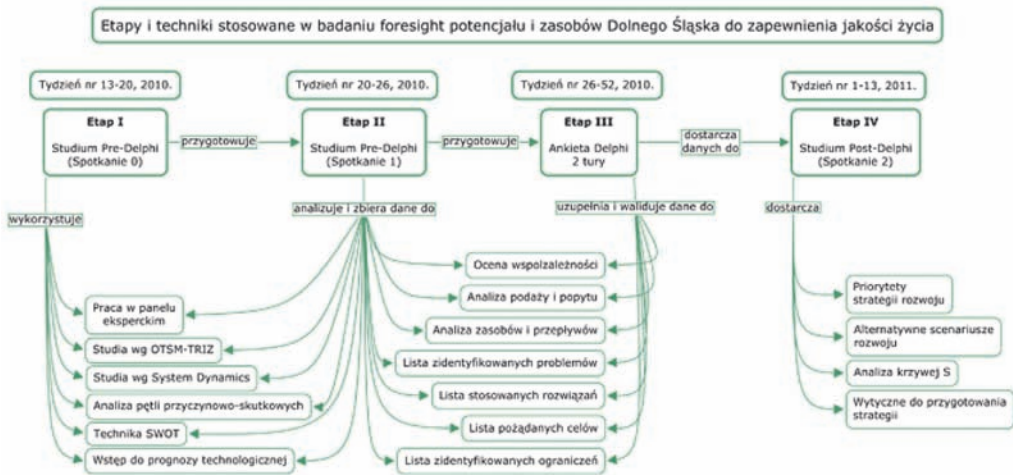 Etapy i techniki stosowane w badaniu foresight potencjału i zasobów Dolnego Śląska do zapewnienia jakości życia
Tydzień nr 13-20, 2010.
Tydzień nr 20-26, 2010.
Tydzień nr 26-52, 2010.
Tydzień nr 1-13, 2011.
Etap I
Studium Pre-Delphi
(Spotkanie 0)
przygotowuje
Etap II
Studium Pre-Delphi
(Spotkanie 1)
przygotowuje
Etap III
Ankieta Delphi
2 tury
dostarcza
danych do
Etap IV
Studium Post-Delphi
(Spotkanie 2)
wykorzystuje
analizuje i zbiera dane do
uzupełnia i waliduje dane do
dostarcza
Praca w panelu
eksperckim
Studia wg OTSM-TRIZ
Studia wg System Dynamics
Analiza pętli przyczynowo-skutkowych
Technika SWOT
Wstęp do prognozy technologicznej
Ocena wspolzależności
Analiza podaży i popytu
Analiza zasobów i przepływów
Lista zidentyfikowanych problemów
Lista stosowanych rozwiązań
Lista pożądanych celów
Lista zidentyfikowanych ograniczeń
Priorytety
strategii rozwoju
Alternatywne scenariusze
rozwoju
Analiza krzywej S
Wytyczne do przygotowania
strategii